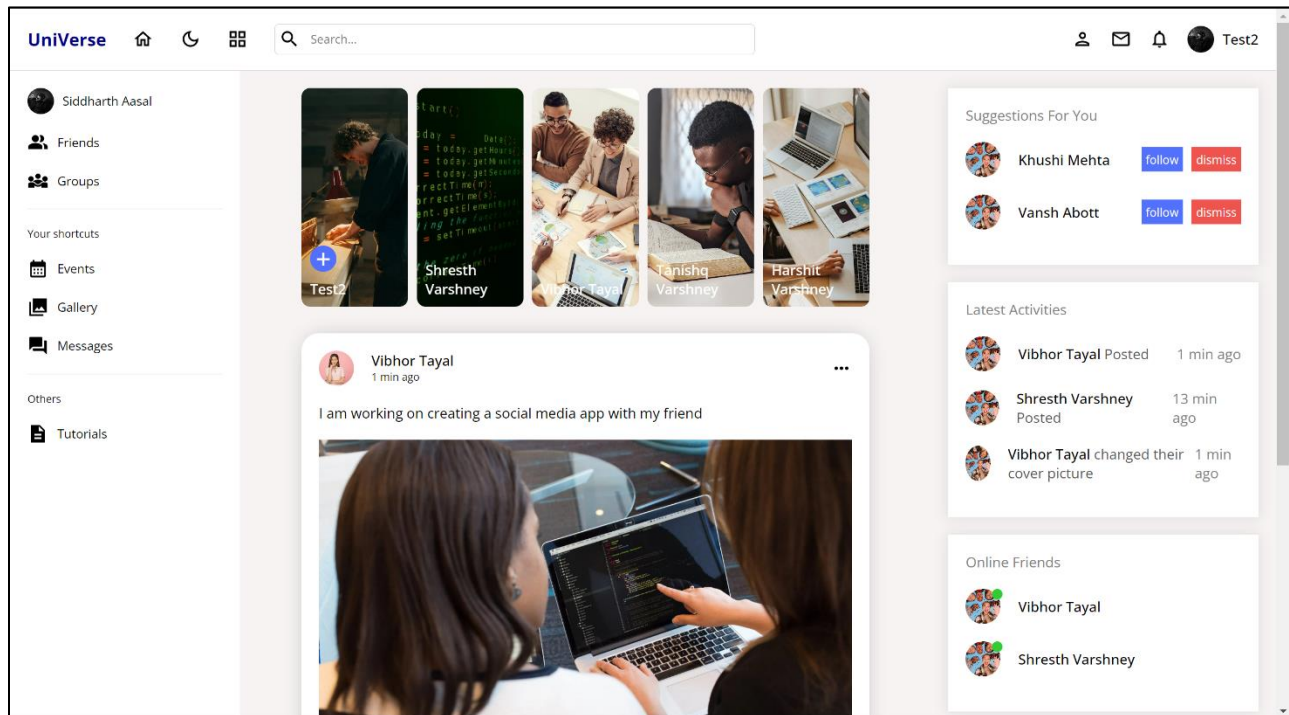 UniVerse
Search...
Test2
Siddharth Aasal
Friends
Groups
Your shortcuts
Events
Gallery
Messages
Others
Tutorials
Test2
Shresth
Varshney
Vibhor Tayal
Tanishq
Varshney
Harshit
Varshney
Vibhor Tayal
1 min ago
I am working on creating a social media app with my friend
Suggestions For You
Khushi Mehta follow dismiss
Vansh Abott follow dismiss
Latest Activities
Vibhor Tayal Posted 1 min ago
Shresth Varshney 13 min
Posted ago
Vibhor Tayal changed their 1 min
cover picture ago
Online Friends
Vibhor Tayal
Shresth Varshney